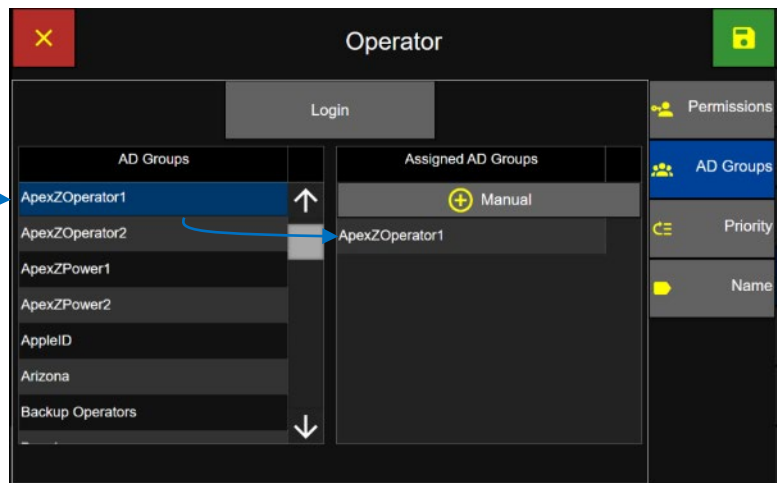 Operator
Login
Permissions
AD Groups
Priority
Name
AD Groups
ApexZOperator1
ApexZOperator2
ApexZPower1
ApexZPower2
AppleID
Arizona
Backup Operators
Assigned AD Groups
Manual
ApexZOperator1